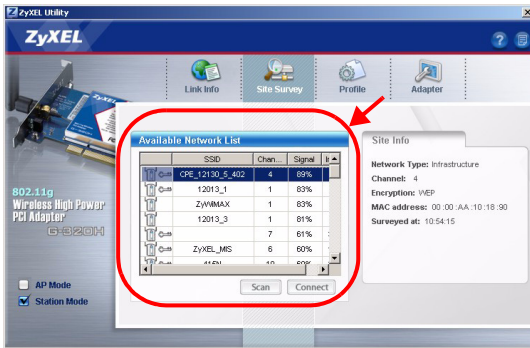 ZyXEL Utility
ZyXEL
Link Info
Site Survey
Profile
Adapter
ZyXEL
802.11g
Wireless High Power
PCI Adapter
G-320H
AP Mode
Station Mode
Available Network List
SSID Chan... Signal
CPE_12130_5_402 4 89%
12013_1 1 83%
ZyWiMAX 1 83%
12013_3 1 81%
7 61%
ZyXEL_MIS 6 60%
Scan
Connect
Site Info
Network Type: Infrastructure
Channel: 4
Encryption: WEP
MAC address: 00:00:AA:10:18:90
Surveyed at: 10:54:15